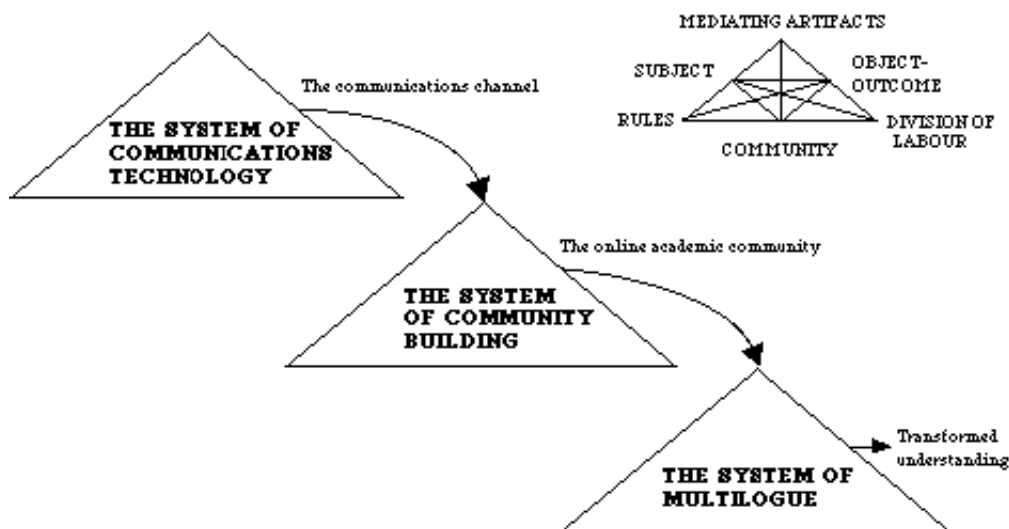 MEDIATING ARTIFACTS
SUBJECT
OBJECT-
OUTCOME
RULES
DIVISION OF
LABOUR
COMMUNITY
The communications channel
THE SYSTEM OF
COMMUNICATIONS
TECHNOLOGY
The online academic community
THE SYSTEM
OF COMMUNITY
BUILDING
Transformed
understanding
THE SYSTEM OF
MULTILOGUE